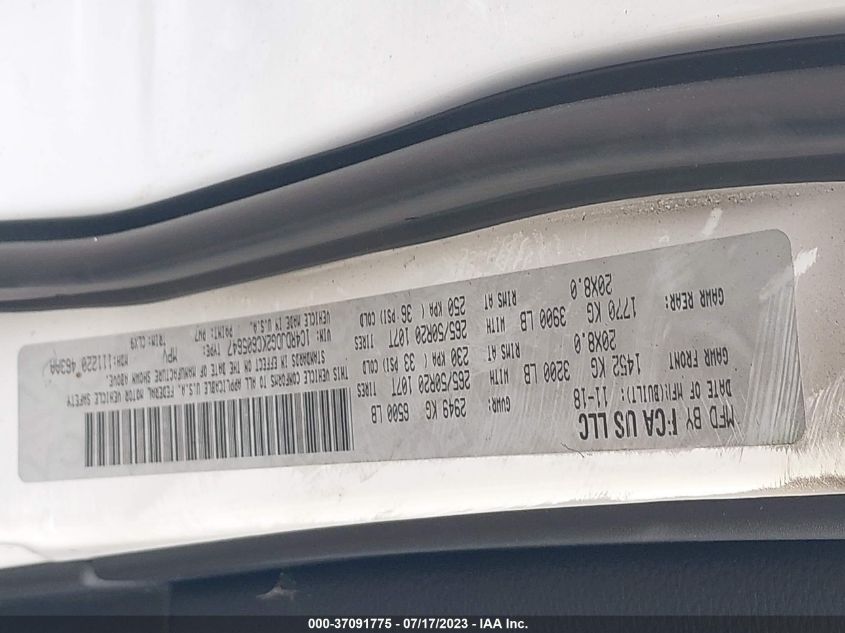 MFD BY FCA US LLC
DATE OF MFR(BUILT): 11-18 GVWR: 2949 KG 6500 LB
GAWR FRONT 1452 KG 3200 LB WITH 265/50R20 107T TIRES
20X8.0 RIMS AT 230 KPA ( 33 PSI) COLD
GAWR REAR: 1770 KG 3900 LB WITH 265/50R20 107T TIRES
20X8.0 RIMS AT 250 KPA ( 36 PSI) COLD
THIS VEHICLE CONFORMS TO ALL APPLICABLE U.S.A. FEDERAL MOTOR VEHICLE SAFETY
STANDARDS IN EFFECT ON THE DATE OF MANUFACTURE SHOWN ABOVE.
VIN: TYPE: MPV MDH: 111220 463AA
VEHICLE MADE IN U.S.A. PAINT: PW7 TRIM:
000-37091775 - 07/17/2023 - IAA Inc.